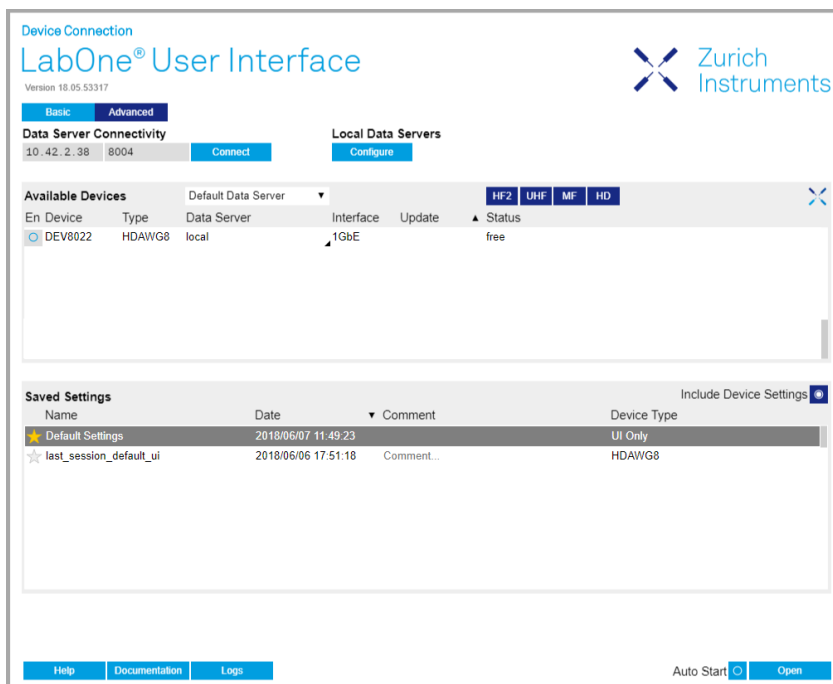 Device Connection
LabOne® User Interface
Zurich
Instruments
Version 18.05.53317
Basic Advanced
Data Server Connectivity Local Data Servers
10.42.2.38 8004 Connect Configure
Available Devices Default Data Server ▼ HF2 UHF MF HD
En Device Type Data Server Interface Update ▲ Status
DEV8022 HDAWG8 local 1GbE free
Saved Settings Include Device Settings
Name Date ▼ Comment Device Type
Default Settings 2018/06/07 11:49:23 UI Only
last_session_default_ui 2018/06/06 17:51:18 Comment... HDAWG8
Help Documentation Logs Auto Start Open